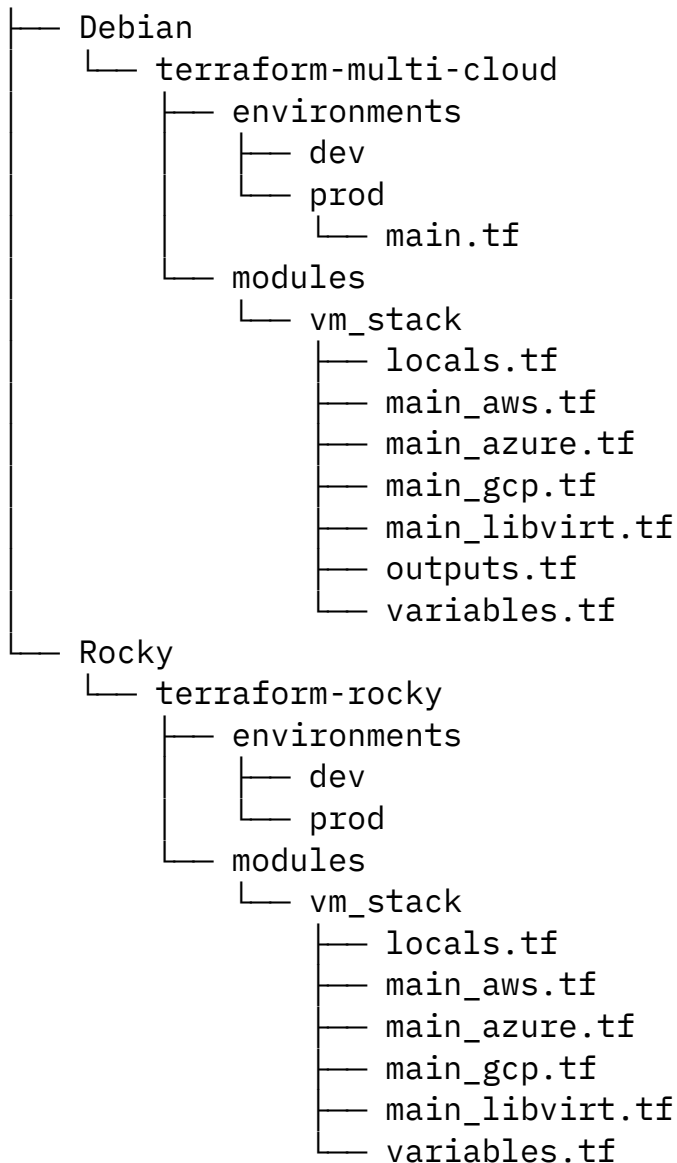 ├── Debian
│   └── terraform-multi-cloud
│       ├── environments
│       │   ├── dev
│       │   └── prod
│       │       └── main.tf
│       └── modules
│           └── vm_stack
│               ├── locals.tf
│               ├── main_aws.tf
│               ├── main_azure.tf
│               ├── main_gcp.tf
│               ├── main_libvirt.tf
│               ├── outputs.tf
│               └── variables.tf
└── Rocky
    └── terraform-rocky
        ├── environments
        │   ├── dev
        │   └── prod
        └── modules
            └── vm_stack
                ├── locals.tf
                ├── main_aws.tf
                ├── main_azure.tf
                ├── main_gcp.tf
                ├── main_libvirt.tf
                └── variables.tf